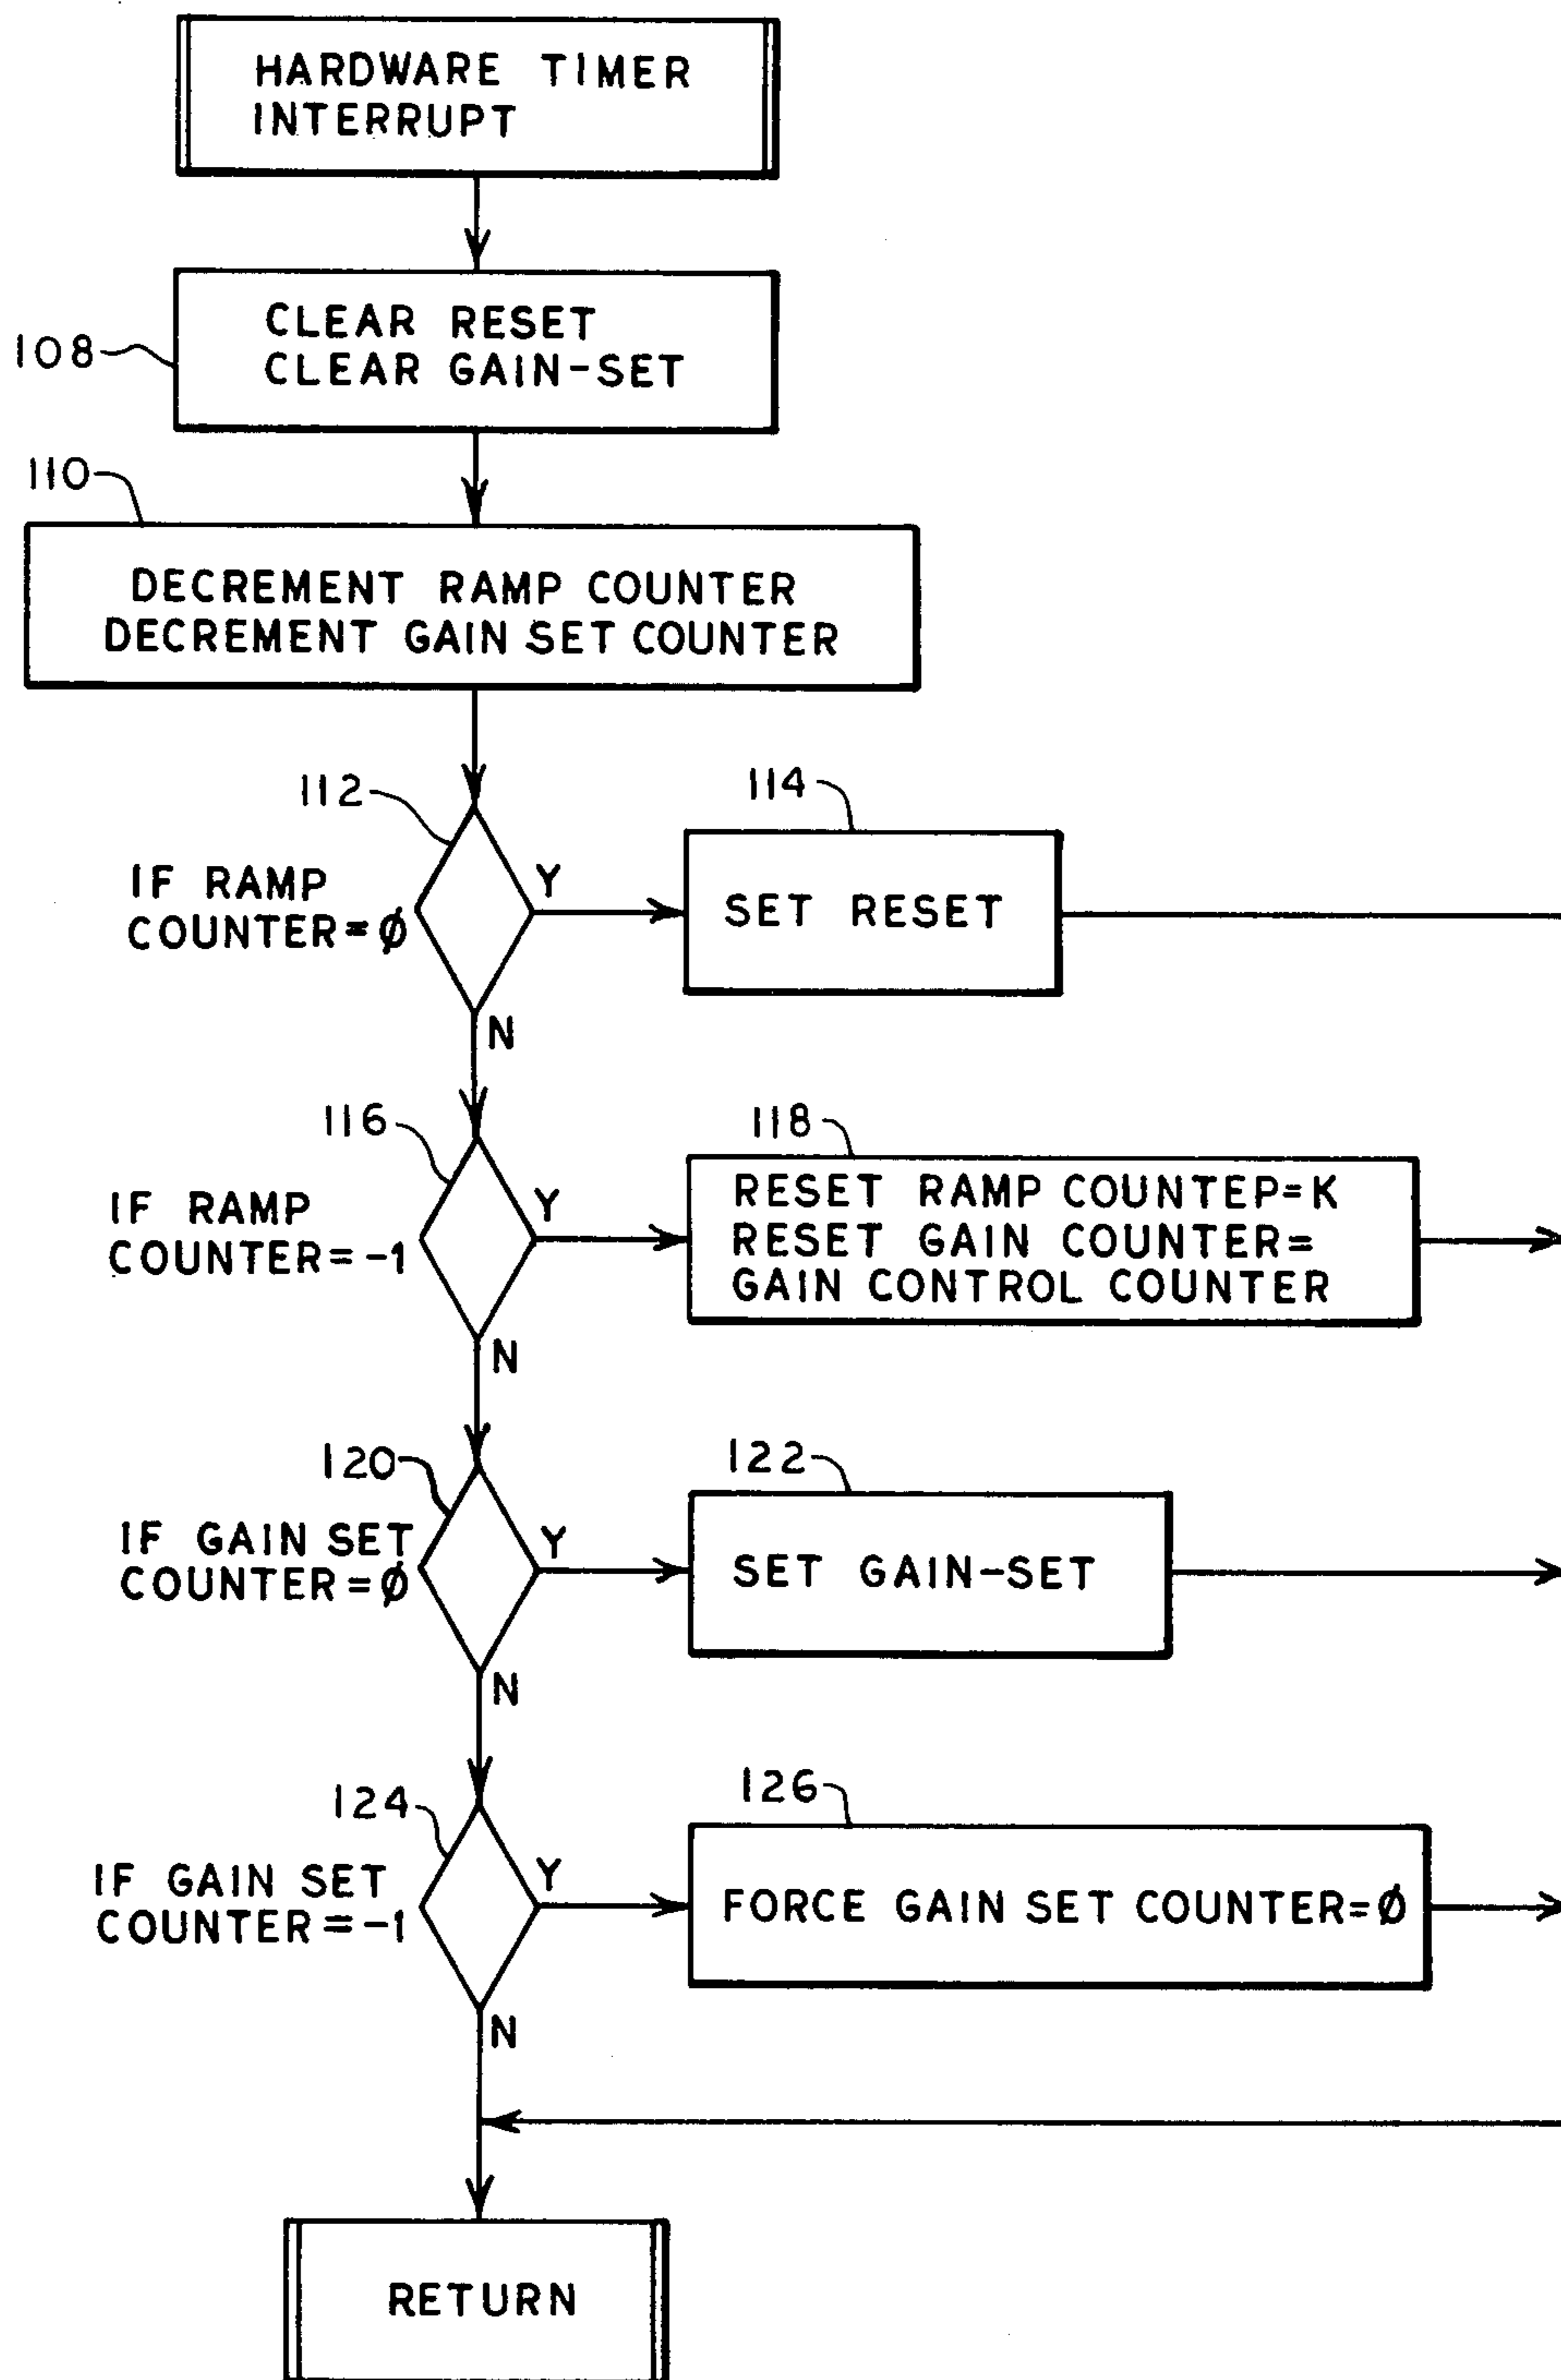 HARDWARE TIMER
INTERRUPT
108
CLEAR RESET
CLEAR GAIN-SET
110
DECREMENT RAMP COUNTER
DECREMENT GAIN SET COUNTER
112
IF RAMP
COUNTER=Ø
Y
N
114
SET RESET
116
IF RAMP
COUNTER=-1
Y
N
118
RESET RAMP COUNTEP=K
RESET GAIN COUNTER=
GAIN CONTROL COUNTER
120
IF GAIN SET
COUNTER=Ø
Y
N
122
SET GAIN-SET
124
IF GAIN SET
COUNTER=-1
Y
N
126
FORCE GAIN SET COUNTER=Ø
RETURN